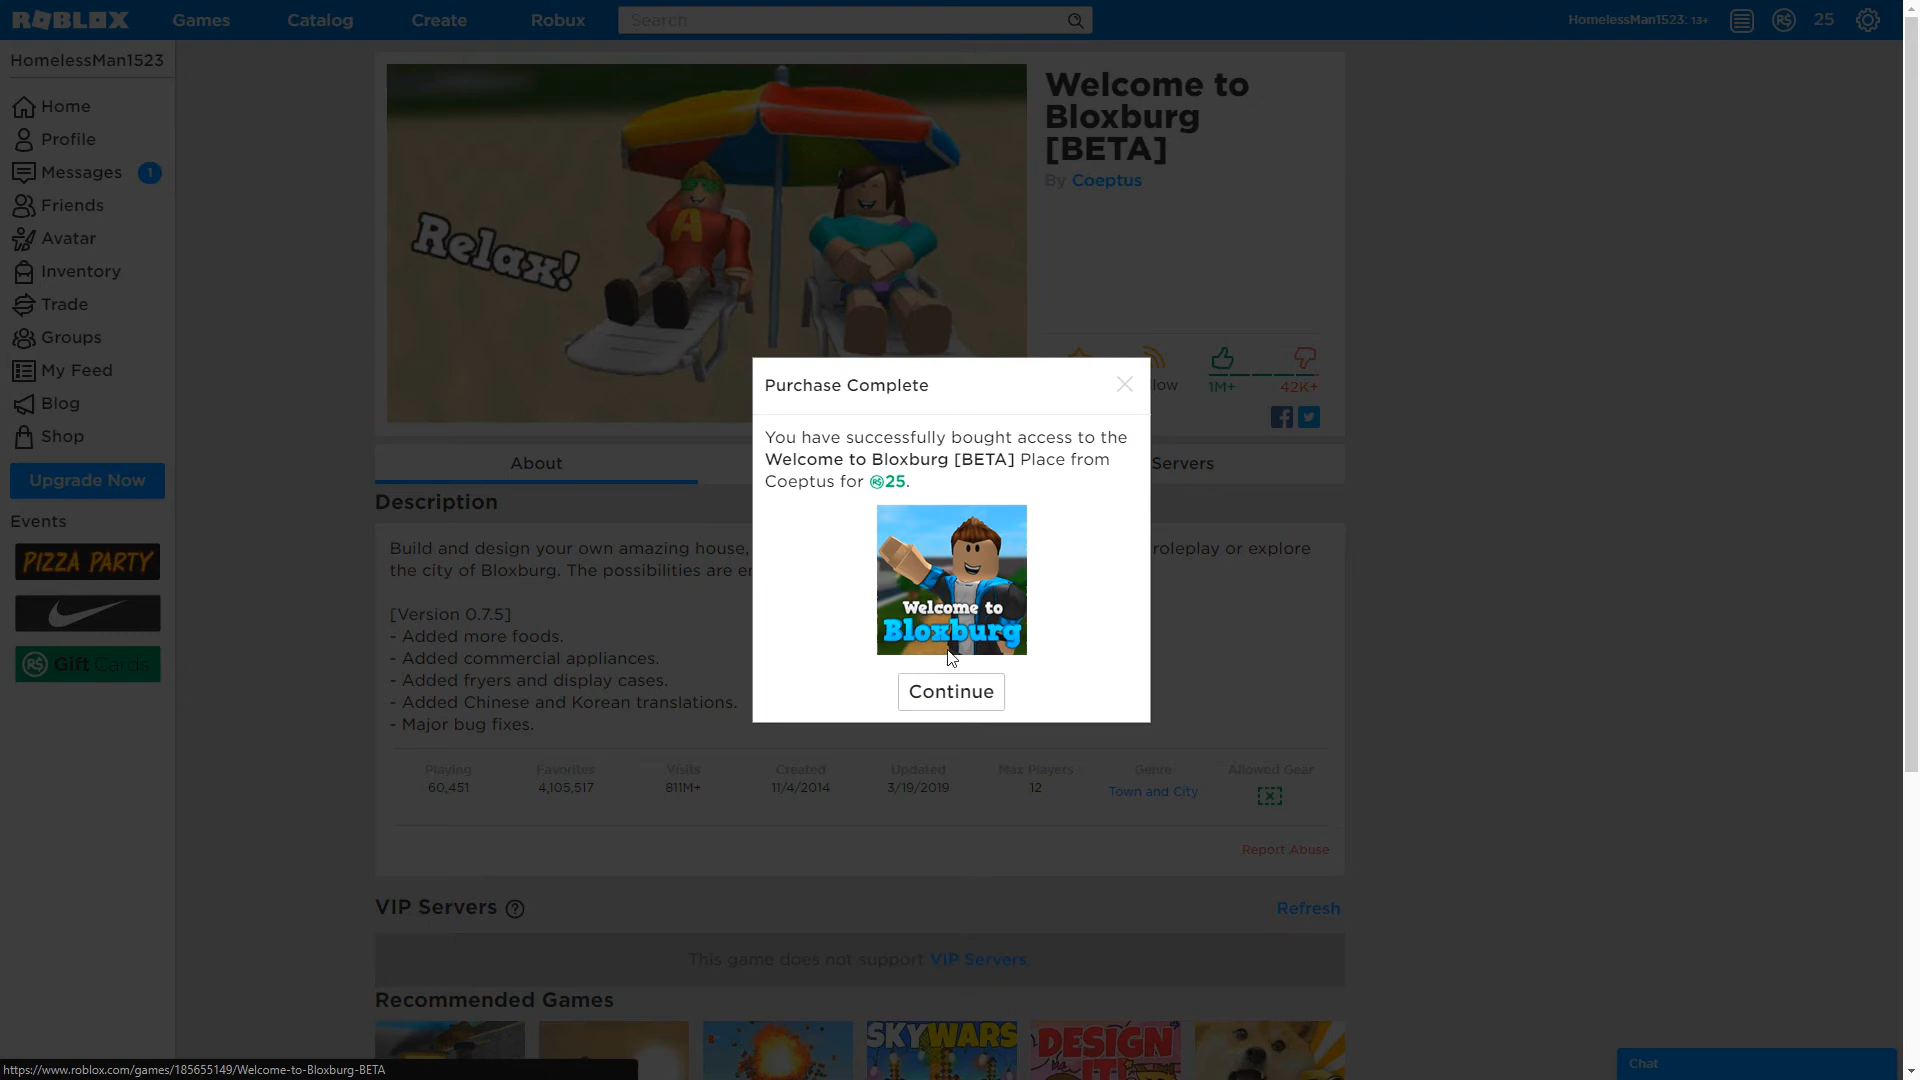 ROBLOX Games Catalog Create Robux Search HomelessMan1523: 13+ 25
HomelessMan1523
Home
Profile
Messages 1
Friends
Avatar
Inventory
Trade
Groups
My Feed
Blog
Shop
Upgrade Now
Events
PIZZA PARTY
Gift Cards
Relax!
A
Welcome to
Bloxburg
[BETA]
By Coeptus
low 1M+ 42K+
Purchase Complete
You have successfully bought access to the
Welcome to Bloxburg [BETA] Place from
Coeptus for R$25.
Welcome to
Bloxburg
Continue
About Servers
Description
Build and design your own amazing house, roleplay or explore
the city of Bloxburg. The possibilities are e
[Version 0.7.5]
- Added more foods.
- Added commercial appliances.
- Added fryers and display cases.
- Added Chinese and Korean translations.
- Major bug fixes.
Playing Favorites Visits Created Updated Max Players Genre Allowed Gear
60,451 4,105,517 811M+ 11/4/2014 3/19/2019 12 Town and City
Report Abuse
VIP Servers ? Refresh
This game does not support VIP Servers.
Recommended Games
SKYWARS
DESIGN
IT!
Chat
https://www.roblox.com/games/185655149/Welcome-to-Bloxburg-BETA